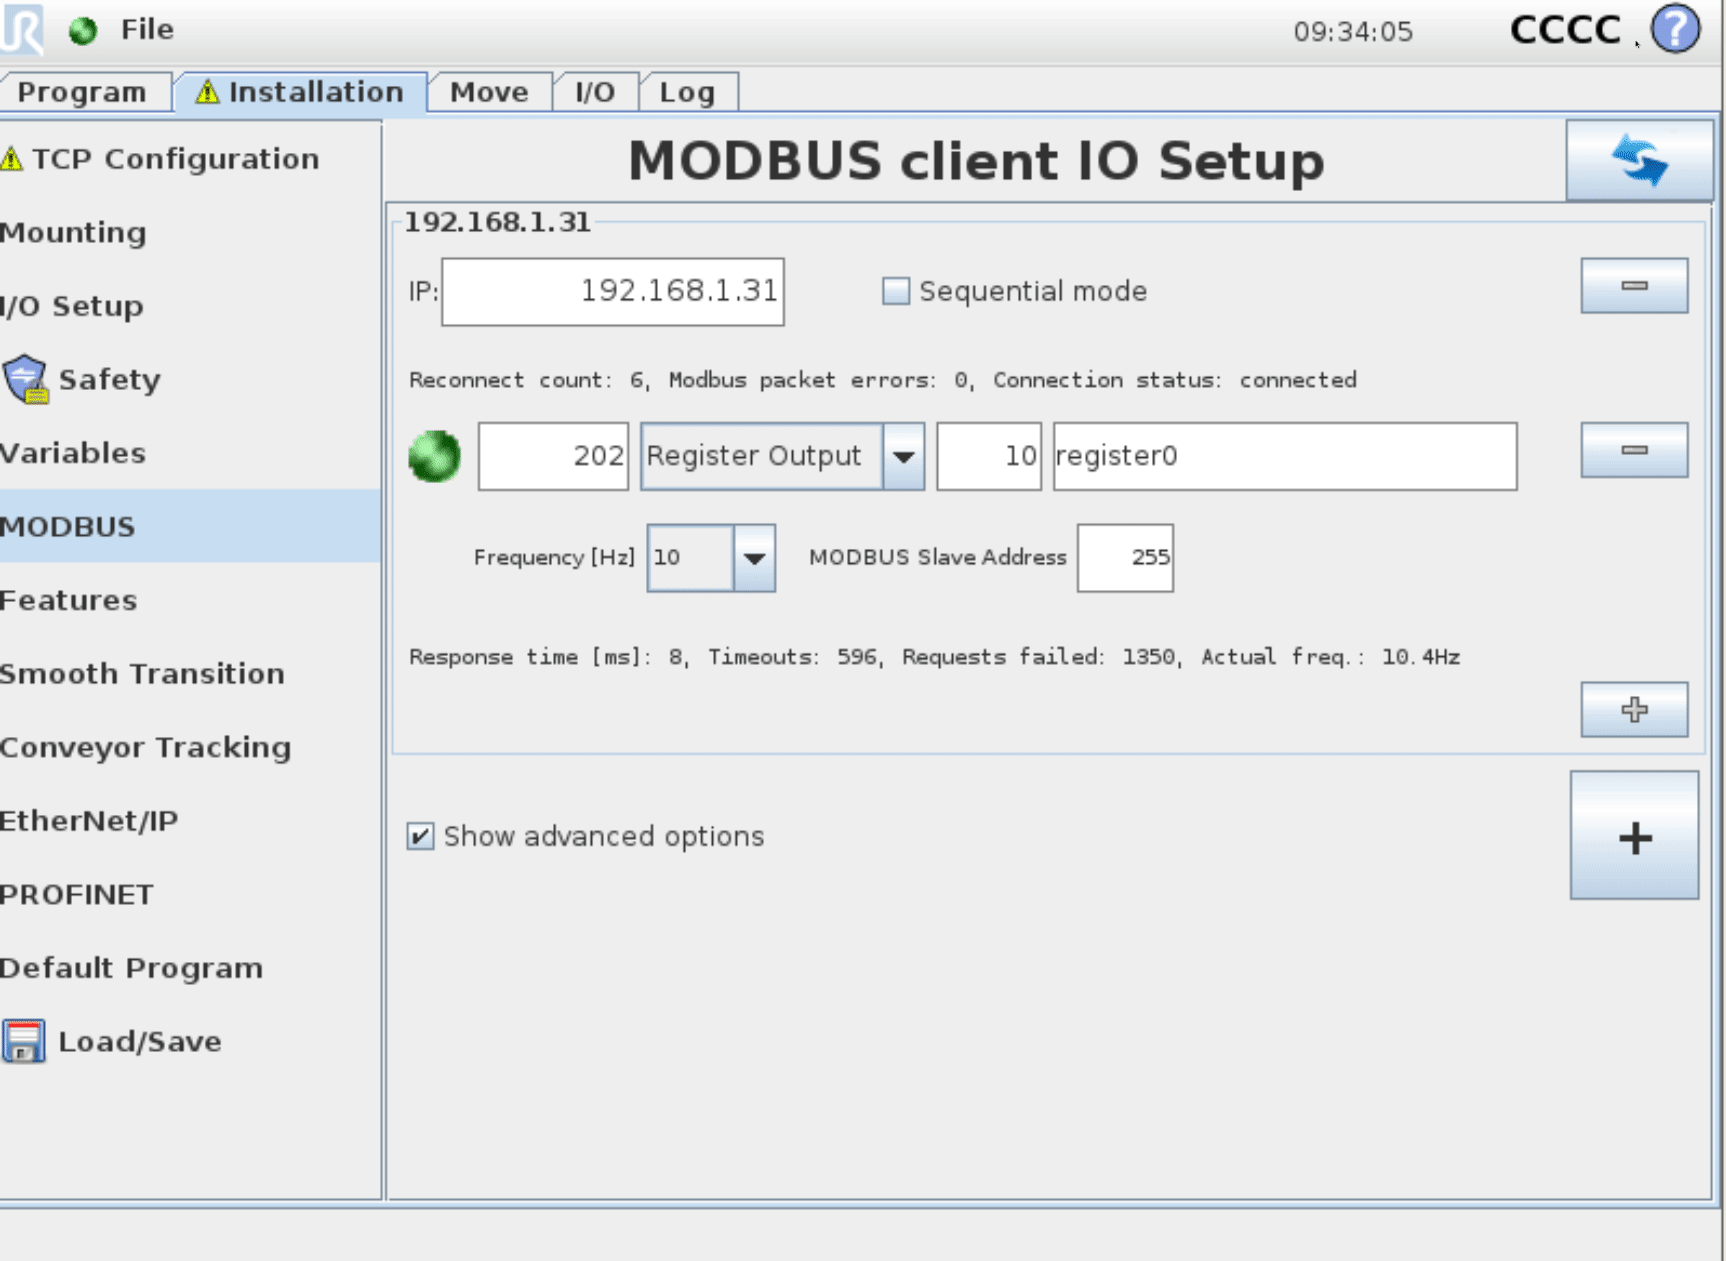 UR File 09:34:05 CCCC ?
Program Installation Move I/O Log
TCP Configuration
Mounting
I/O Setup
Safety
Variables
MODBUS
Features
Smooth Transition
Conveyor Tracking
EtherNet/IP
PROFINET
Default Program
Load/Save
MODBUS client IO Setup
192.168.1.31
IP: 192.168.1.31 Sequential mode
Reconnect count: 6, Modbus packet errors: 0, Connection status: connected
202 Register Output 10 register0
Frequency [Hz] 10 MODBUS Slave Address 255
Response time [ms]: 8, Timeouts: 596, Requests failed: 1350, Actual freq.: 10.4Hz
Show advanced options